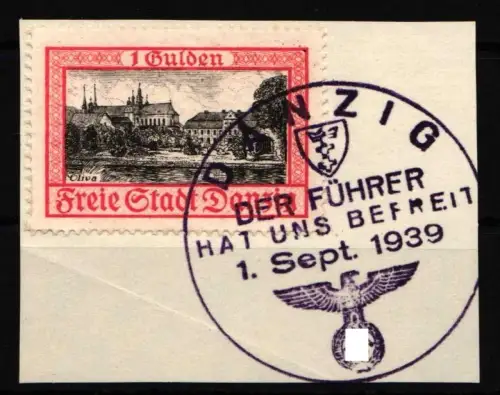 1 Gulden
Oliva
Freie Stadt Danzig
DANZIG
DER FÜHRER
HAT UNS BEFREIT
1. Sept. 1939